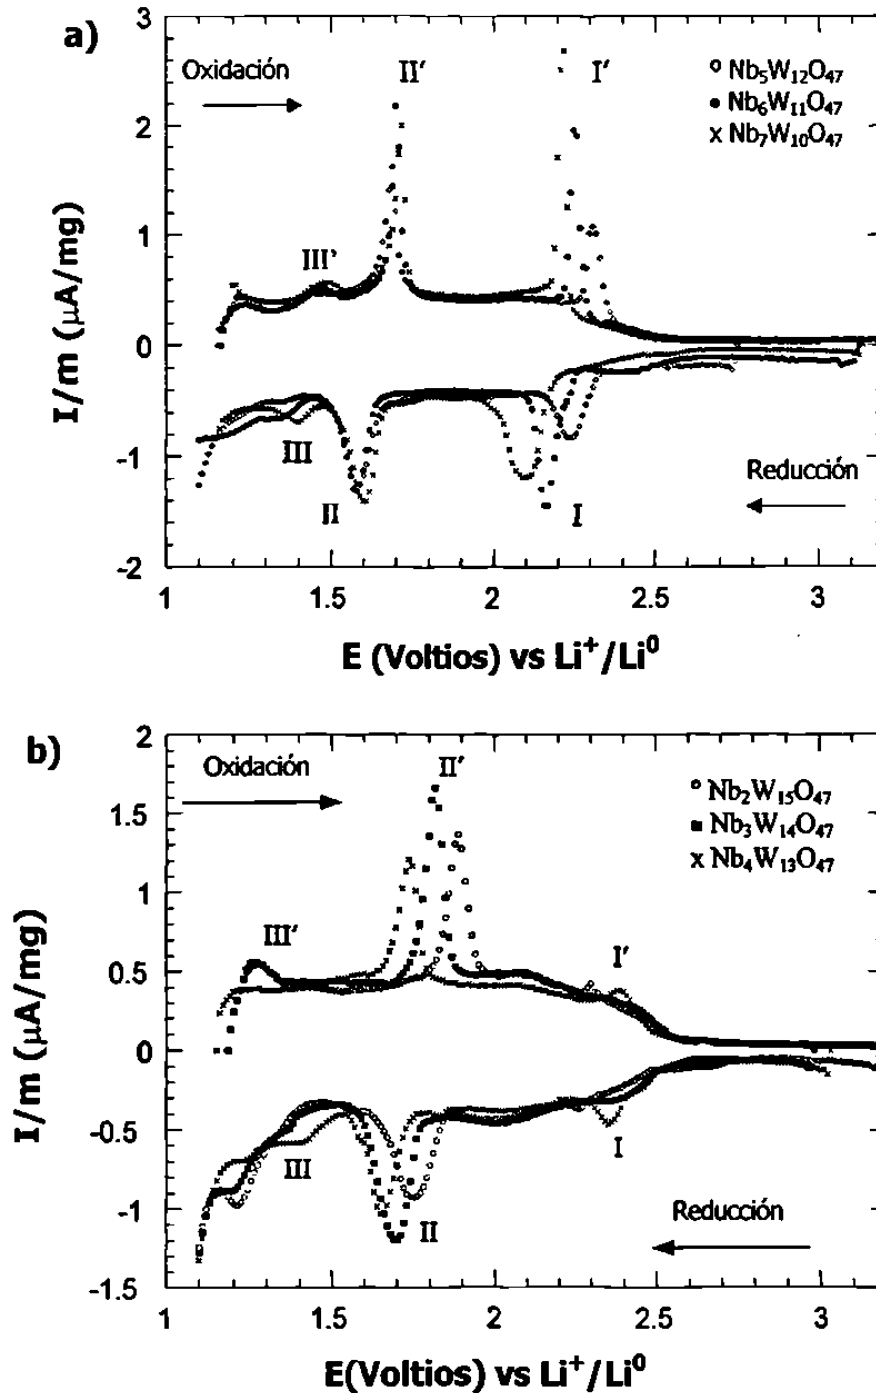 a)
3
2
1
0
-1
-2
I/m (μA/mg)
Oxidación
II'
I'
III'
○ Nb₅W₁₂O₄₇
● Nb₆W₁₁O₄₇
× Nb₇W₁₀O₄₇
III
II
I
Reducción
1 1.5 2 2.5 3
E (Voltios) vs Li⁺/Li⁰
b)
2
1.5
1
0.5
0
-0.5
-1
-1.5
I/m (μA/mg)
Oxidación
II'
III'
I'
○ Nb₂W₁₅O₄₇
■ Nb₃W₁₄O₄₇
× Nb₄W₁₃O₄₇
III
II
I
Reducción
1 1.5 2 2.5 3
E(Voltios) vs Li⁺/Li⁰